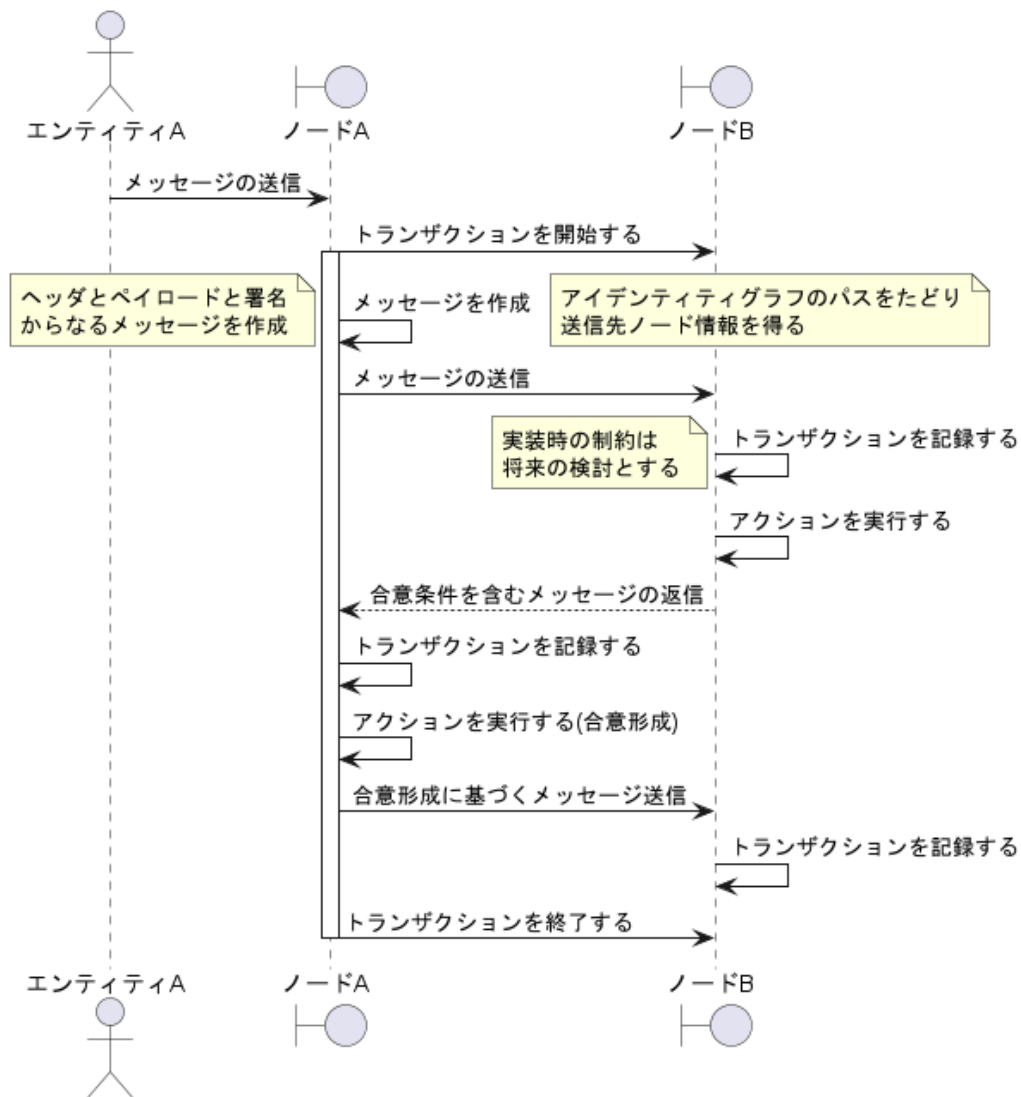 エンティティA
ノードA
ノードB
メッセージの送信
トランザクションを開始する
ヘッダとペイロードと署名
からなるメッセージを作成
メッセージを作成
アイデンティティグラフのパスをたどり
送信先ノード情報を得る
メッセージの送信
実装時の制約は
将来の検討とする
トランザクションを記録する
アクションを実行する
合意条件を含むメッセージの返信
トランザクションを記録する
アクションを実行する(合意形成)
合意形成に基づくメッセージ送信
トランザクションを記録する
トランザクションを終了する
エンティティA
ノードA
ノードB